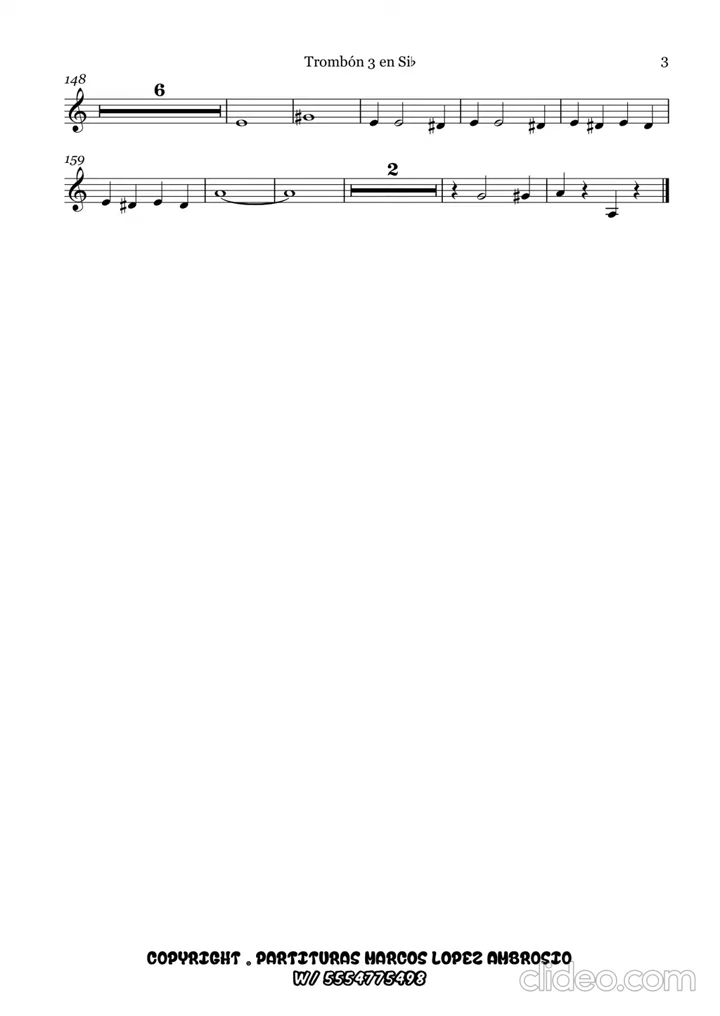 Trombón 3 en Si♭
3
148
6
159
2
COPYRIGHT . PARTITURAS MARCOS LOPEZ AMBROSIO
W/ 5554775498
clideo.com